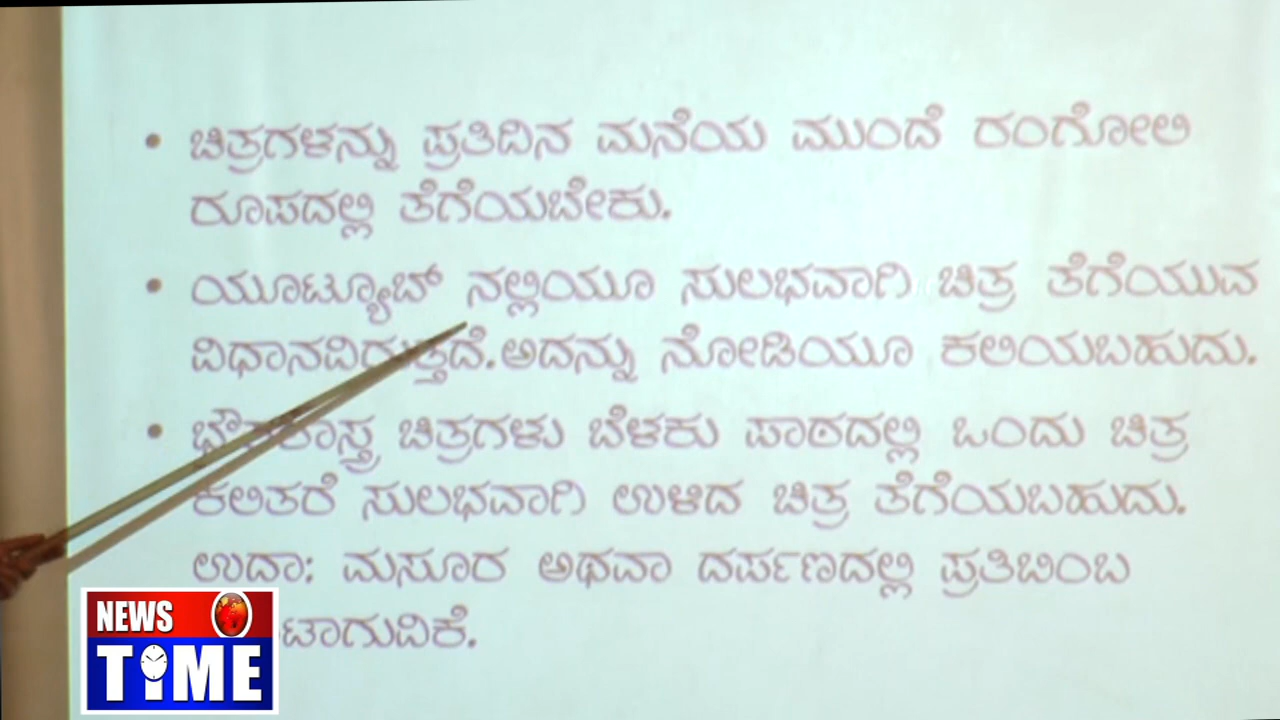 • ಚಿತ್ರಗಳನ್ನು ಪ್ರತಿದಿನ ಮನೆಯ ಮುಂದೆ ರಂಗೋಲಿ
ರೂಪದಲ್ಲಿ ತೆಗೆಯಬೇಕು.
• ಯೂಟ್ಯೂಬ್ ನಲ್ಲಿಯೂ ಸುಲಭವಾಗಿ ಚಿತ್ರ ತೆಗೆಯುವ
ವಿಧಾನವಿರುತ್ತದೆ.ಅದನ್ನು ನೋಡಿಯೂ ಕಲಿಯಬಹುದು.
• ಚಿತ್ರಗಳು ಬೆಳಕು ಪಾಠದಲ್ಲಿ ಒಂದು ಚಿತ್ರ
ಕಲಿತರೆ ಸುಲಭವಾಗಿ ಉಳಿದ ಚಿತ್ರ ತೆಗೆಯಬಹುದು.
ಉದಾ: ಮಸೂರ ಅಥವಾ ದರ್ಪಣದಲ್ಲಿ ಪ್ರತಿಬಿಂಬ
NEWS
TIME